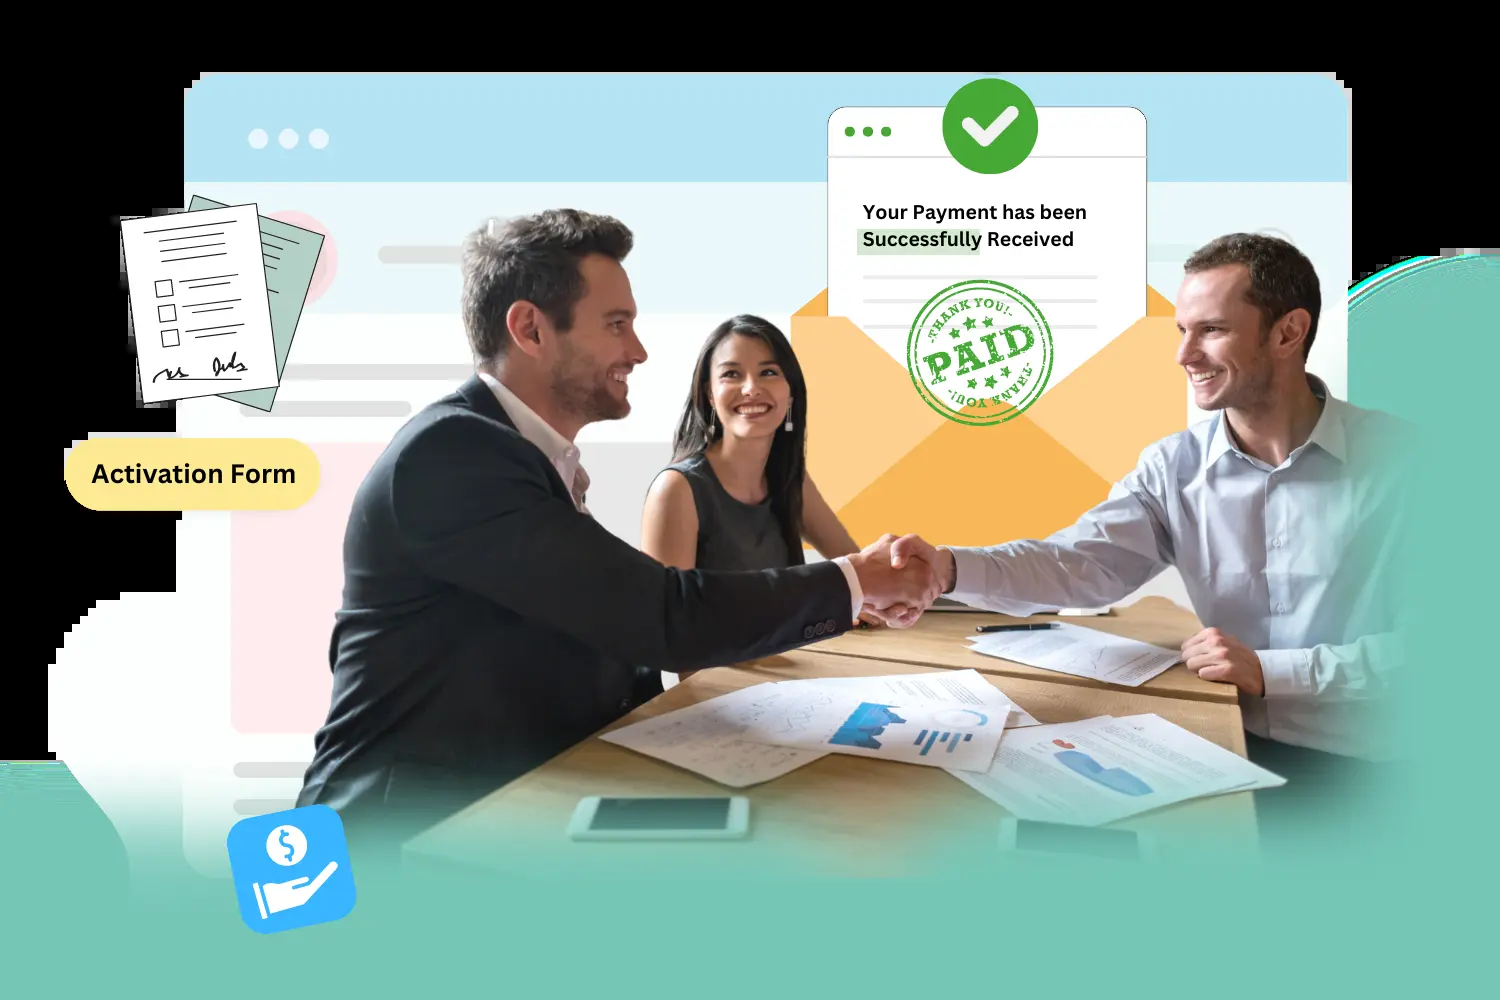 Your Payment has been
Successfully Received
THANK YOU!
PAID
THANK YOU!
Activation Form